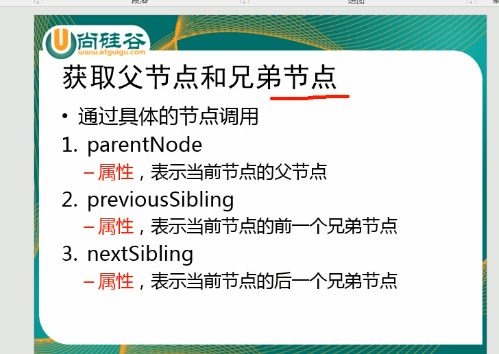 尚硅谷
www.atguigu.com
获取父节点和兄弟节点
• 通过具体的节点调用
1. parentNode
– 属性，表示当前节点的父节点
2. previousSibling
– 属性，表示当前节点的前一个兄弟节点
3. nextSibling
– 属性，表示当前节点的后一个兄弟节点